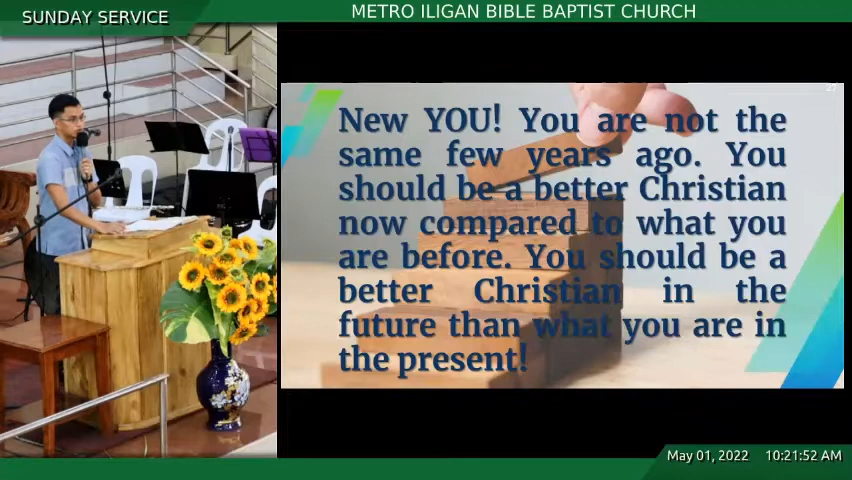 SUNDAY SERVICE
METRO ILIGAN BIBLE BAPTIST CHURCH
27
New YOU! You are not the
same few years ago. You
should be a better Christian
now compared to what you
are before. You should be a
better Christian in the
future than what you are in
the present!
May 01, 2022 10:21:52 AM